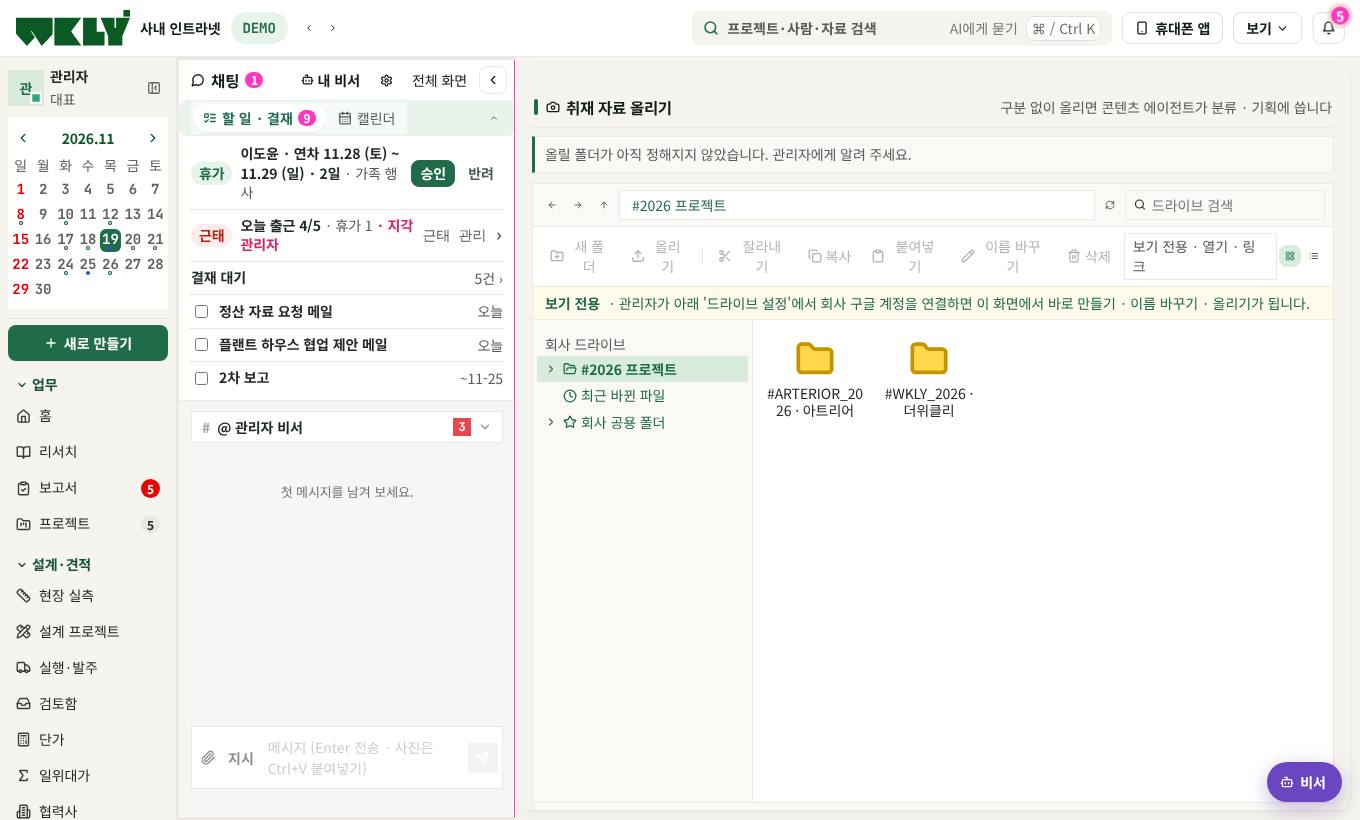 WKLY 사내 인트라넷 DEMO
프로젝트·사람·자료 검색 AI에게 묻기 ⌘ / Ctrl K
휴대폰 앱
보기
5
관
관리자
대표
2026.11
일 월 화 수 목 금 토
1 2 3 4 5 6 7
8 9 10 11 12 13 14
15 16 17 18 19 20 21
22 23 24 25 26 27 28
29 30
+ 새로 만들기
업무
홈
리서치
보고서 5
프로젝트 5
설계·견적
현장 실측
설계 프로젝트
실행·발주
검토함
단가
일위대가
협력사
채팅 1 내 비서 전체 화면
할 일 · 결재 9 캘린더
휴가
이도윤 · 연차 11.28 (토) ~
11.29 (일) · 2일 · 가족 행
사
승인 반려
근태
오늘 출근 4/5 · 휴가 1 · 지각
관리자
근태 관리 ›
결재 대기 5건 ›
정산 자료 요청 메일 오늘
플랜트 하우스 협업 제안 메일 오늘
2차 보고 ~11-25
# @ 관리자 비서 3
첫 메시지를 남겨 보세요.
지시
메시지 (Enter 전송 · 사진은
Ctrl+V 붙여넣기)
취재 자료 올리기 구분 없이 올리면 콘텐츠 에이전트가 분류 · 기획에 씁니다
올릴 폴더가 아직 정해지지 않았습니다. 관리자에게 알려 주세요.
← → ↑ #2026 프로젝트 드라이브 검색
새 폴
더
올리
기
잘라내
기
복사
붙여넣
기
이름 바꾸
기
삭제
보기 전용 · 열기 · 링
크
보기 전용 · 관리자가 아래 '드라이브 설정'에서 회사 구글 계정을 연결하면 이 화면에서 바로 만들기 · 이름 바꾸기 · 올리기가 됩니다.
회사 드라이브
#2026 프로젝트
최근 바뀐 파일
회사 공용 폴더
#ARTERIOR_20
26 · 아트리어
#WKLY_2026 ·
더위클리
비서